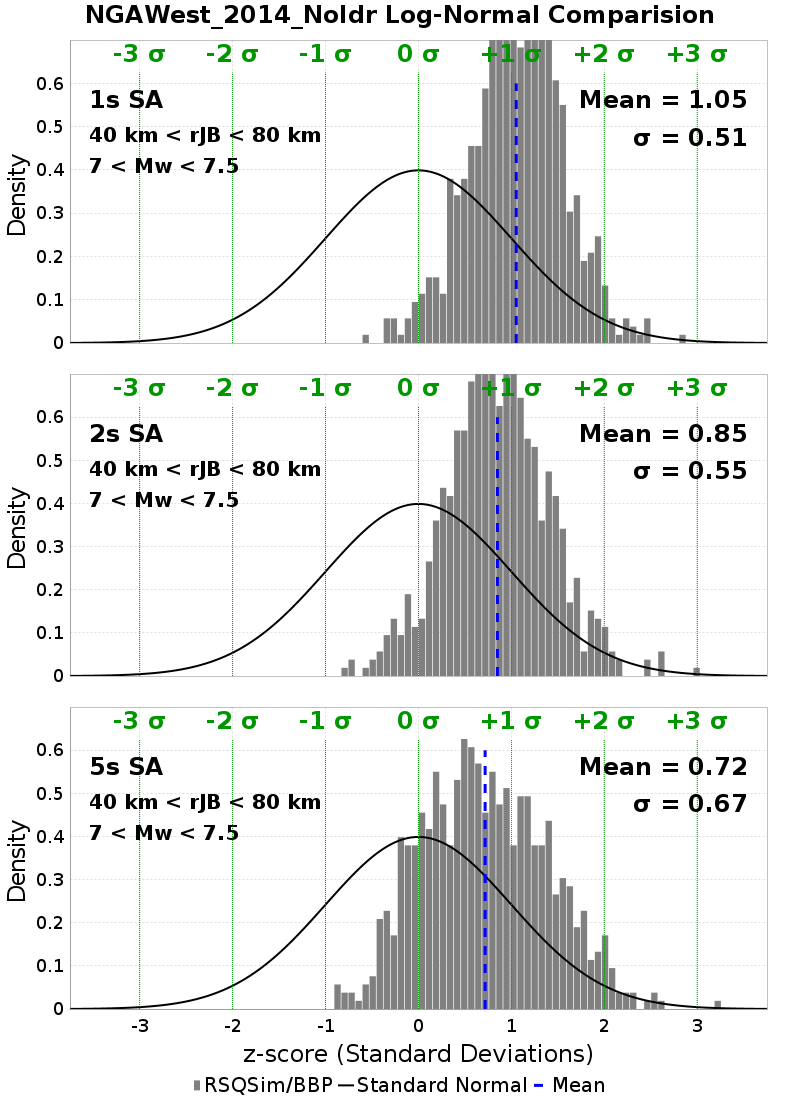 NGAWest_2014_NoIdr Log-Normal Comparision
-3 σ -2 σ -1 σ 0 σ +1 σ +2 σ +3 σ
1s SA
Mean = 1.05
40 km < rJB < 80 km
σ = 0.51
7 < Mw < 7.5
Density
0.6
0.5
0.4
0.3
0.2
0.1
0
-3 σ -2 σ -1 σ 0 σ +1 σ +2 σ +3 σ
2s SA
Mean = 0.85
40 km < rJB < 80 km
σ = 0.55
7 < Mw < 7.5
Density
0.6
0.5
0.4
0.3
0.2
0.1
0
-3 σ -2 σ -1 σ 0 σ +1 σ +2 σ +3 σ
5s SA
Mean = 0.72
40 km < rJB < 80 km
σ = 0.67
7 < Mw < 7.5
Density
0.6
0.5
0.4
0.3
0.2
0.1
0
-3 -2 -1 0 1 2 3
z-score (Standard Deviations)
RSQSim/BBP Standard Normal Mean